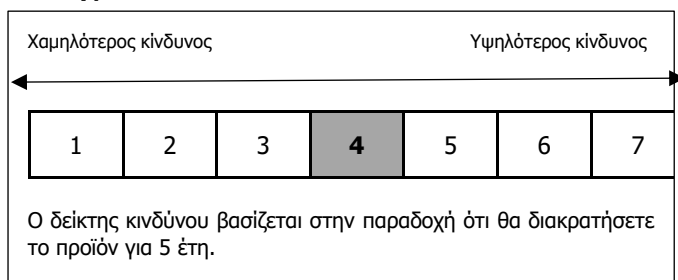 Χαμηλότερος κίνδυνος Υψηλότερος κίνδυνος
1 2 3 4 5 6 7
Ο δείκτης κινδύνου βασίζεται στην παραδοχή ότι θα διακρατήσετε
το προϊόν για 5 έτη.